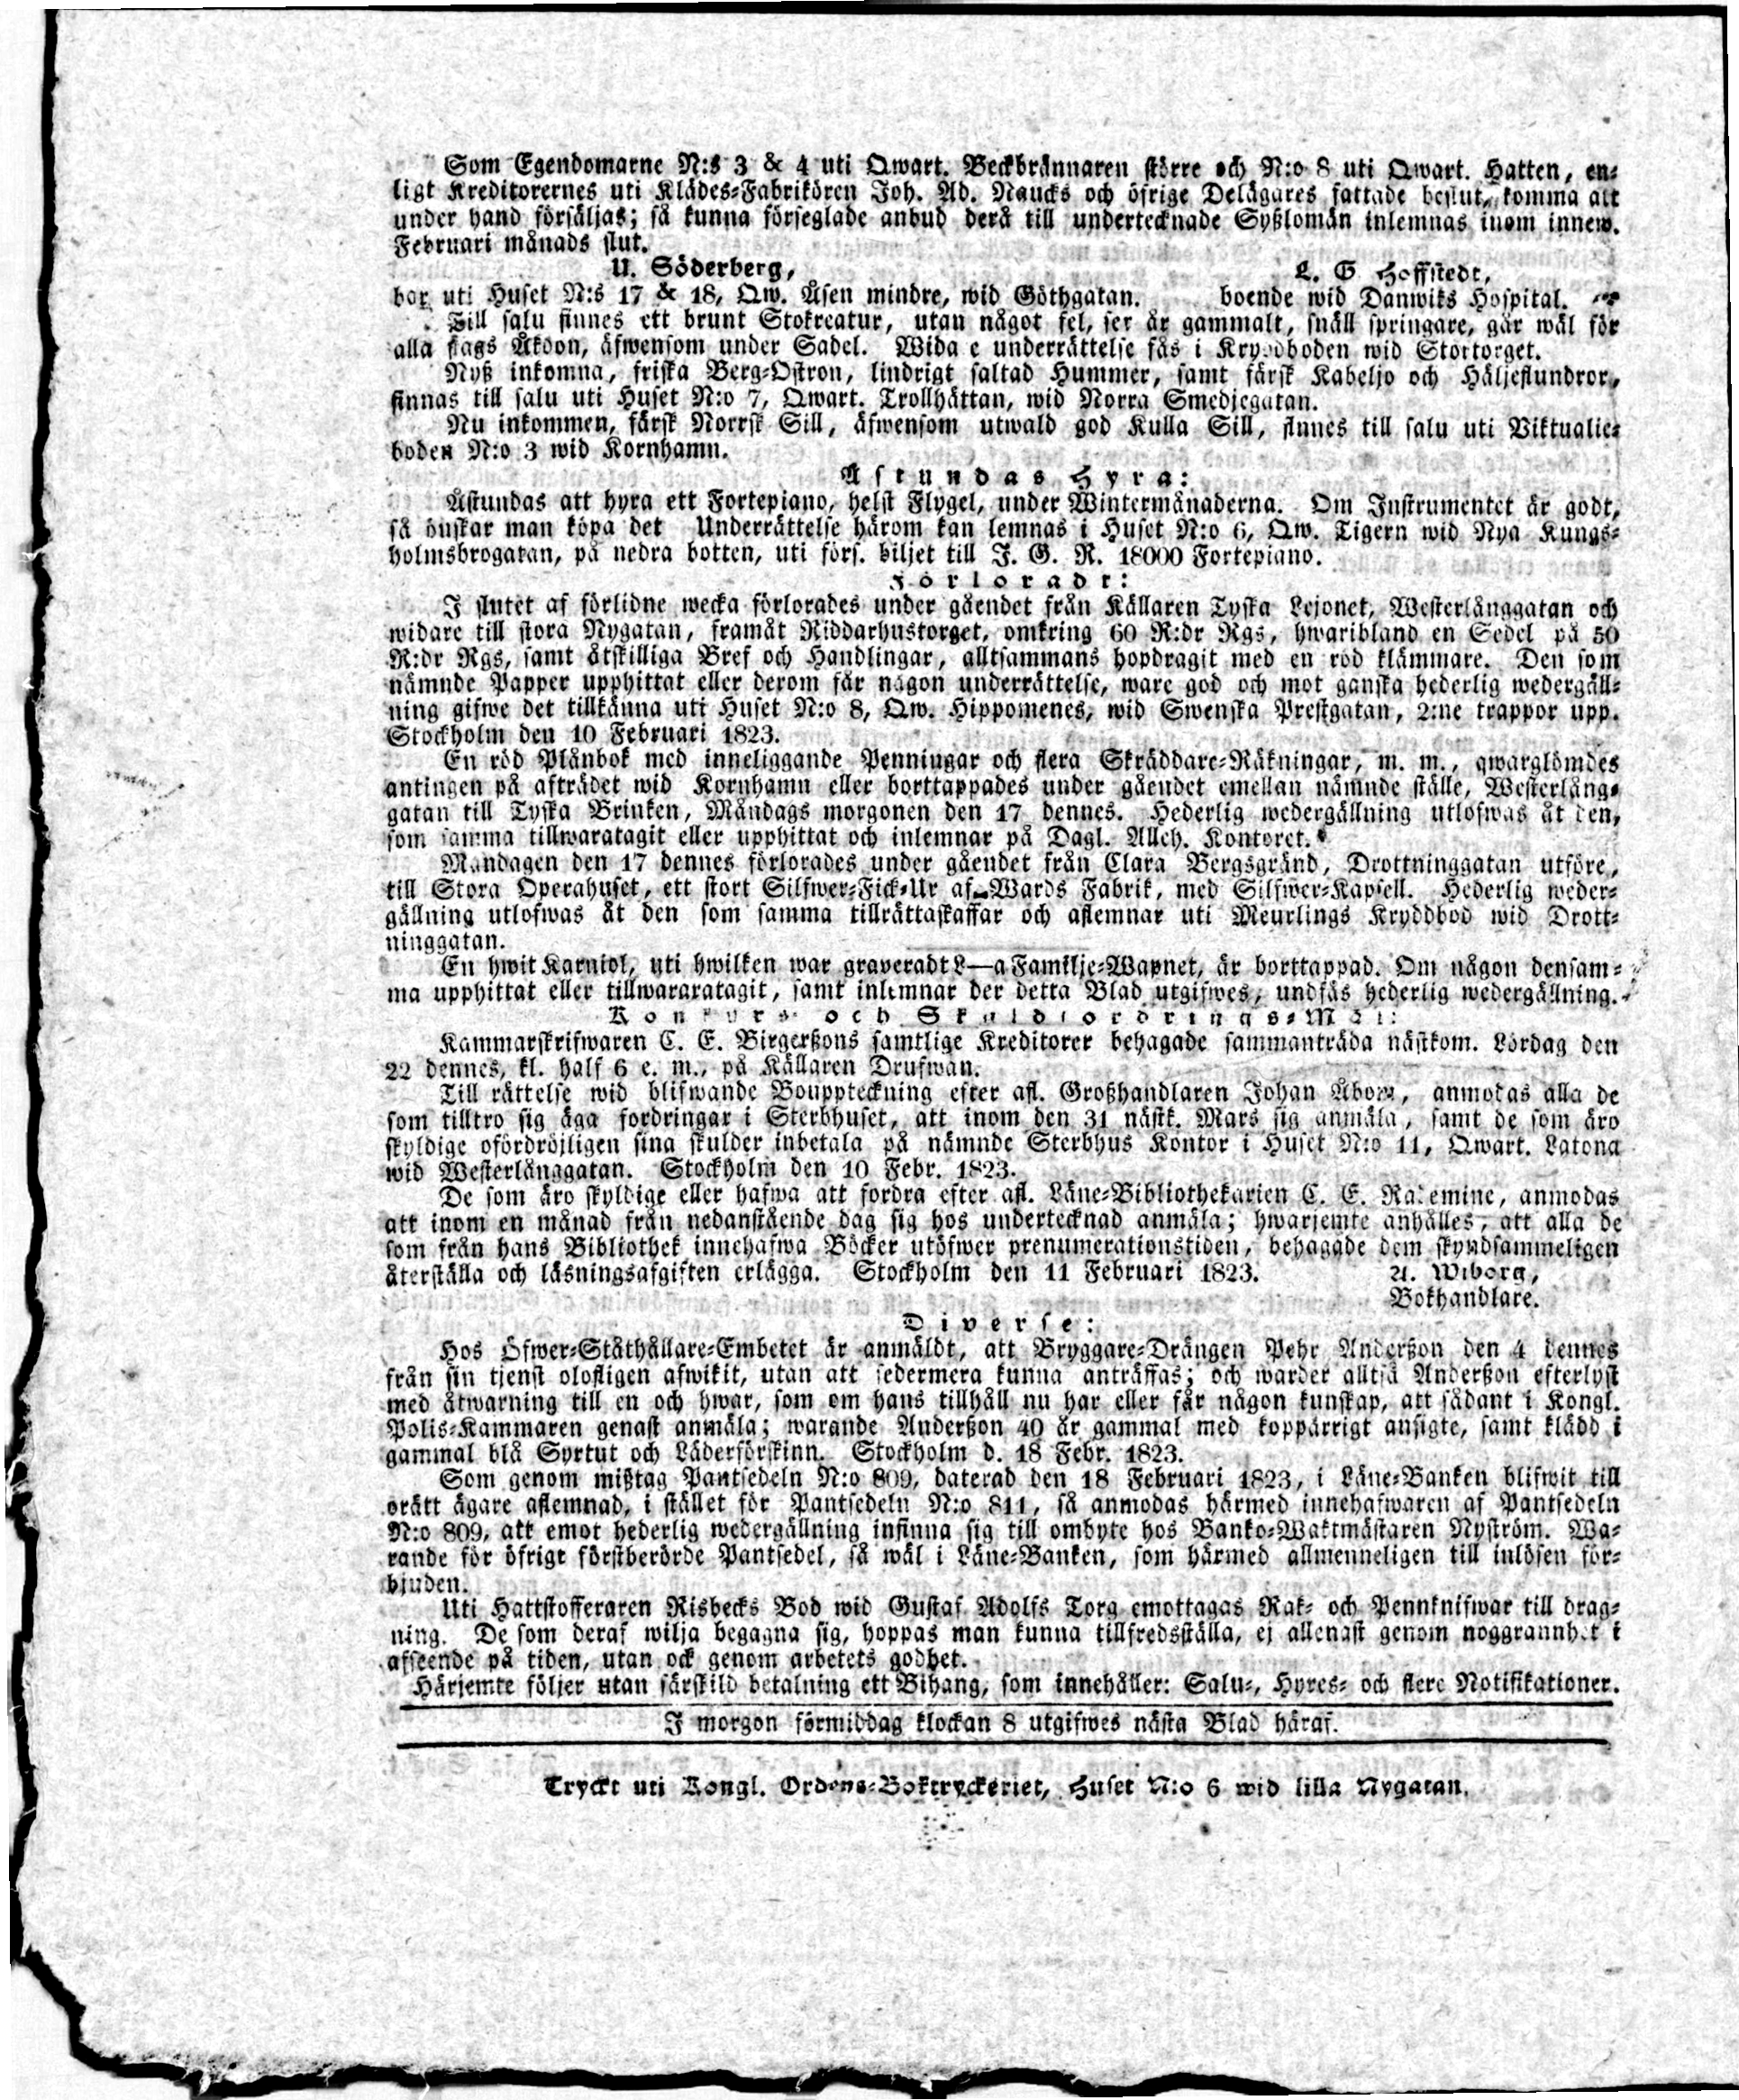 Som Egendomarne N:s 3 & 4 uti Qwart. Beckbrännaren större och N:o 8 uti Qwart. Hatten, en-
ligt Kreditorernes uti Klädes-Fabrikören Joh. Ad. Naucks och öfrige Delägares fattade beslut, komma att
under hand försäljas; så kunna förseglade anbud derå till undertecknade Syßlomän inlemnas inom innew.
Februari månads slut.
U. Söderberg, L. G Hoffstedt,
bor uti Huset N:s 17 & 18, Qw. Åsen mindre, wid Göthgatan. boende wid Danwiks Hospital.
Till salu finnes ett brunt Stokreatur, utan något fel, sex år gammalt, snäll springare, går wäl för
alla slags Åkdon, äfwensom under Sadel. underrättelse fås i Kryddboden wid Stortorget.
Nyß inkomna, friska Berg-Ostron, lindrigt saltad Hummer, samt färsk Kabeljo och Häljeflundror,
finnas till salu uti Huset N:o 7, Qwart. Trollhättan, wid Norra Smedjegatan.
Nu inkommen, färsk Norrsk Sill, äfwensom utwald god Kulla Sill, finnes till salu uti Viktualie-
boden N:o 3 wid Kornhamn.
Åstundas Hyra:
Åstundas att hyra ett Fortepiano, helst Flygel, under Wintermånaderna. Om Instrumentet är godt,
så önskar man köpa det Underrättelse härom kan lemnas i Huset N:o 6, Qw. Tigern wid Nya Kungs-
holmsbrogatan, på nedra botten, uti förs. biljet till J. G. R. 18000 Fortepiano.
Förloradt:
I slutet af förlidne wecka förlorades under gåendet från Källaren Tyska Lejonet, Westerlånggatan och
widare till stora Nygatan, framåt Riddarhustorget, omkring 60 R:dr Rgs, hwaribland en Sedel på 50
R:dr Rgs, samt åtskilliga Bref och Handlingar, alltsammans hopdragit med en röd klämmare. Den som
nämnde Papper upphittat eller derom får någon underrättelse, ware god och mot ganska hederlig wedergäll-
ning gifwe det tillkänna uti Huset N:o 8, Qw. Hippomenes, wid Swenska Prestgatan, 2:ne trappor upp.
Stockholm den 10 Februari 1823.
En röd Plånbok med inneliggande Penningar och flera Skräddare-Räkningar, m. m., qwarglömdes
antingen på afträdet wid Kornhamn eller borttappades under gåendet emellan nämnde ställe, Westerlång-
gatan till Tyska Brinken, Måndags morgonen den 17 dennes. Hederlig wedergällning utlofwas åt den,
som samma tillwaratagit eller upphittat och inlemnar på Dagl. Alleh. Kontoret.
Måndagen den 17 dennes förlorades under gåendet från Clara Bergsgränd, Drottninggatan utföre,
till Stora Operahuset, ett stort Silfwer-Fick-Ur af Wards Fabrik, med Silfwer-Kapsell. Hederlig weder-
gällning utlofwas åt den som samma tillrättaskaffar och aflemnar uti Meurlings Kryddbod wid Drott-
ninggatan.
En hwit Karniol, uti hwilken war graveradt L—a Familje-Wapnet, är borttappad. Om någon densam-
ma upphittat eller tillwararatagit, samt inlemnar der detta Blad utgifwes, undfås hederlig wedergällning.
Konkurs- och Skuldfordrings-Mål:
Kammarskrifwaren C. E. Birgerßons samtlige Kreditorer behagade sammanträda nästkom. Lördag den
22 dennes, kl. half 6 e. m., på Källaren Drufwan.
Till rättelse wid blifwande Bouppteckning efter afl. Großhandlaren Johan Åbom, anmodas alla de
som tilltro sig äga fordringar i Sterbhuset, att inom den 31 nästk. Mars sig anmäla, samt de som äro
skyldige ofördröjligen sina skulder inbetala på nämnde Sterbhus Kontor i Huset N:o 11, Qwart. Latona
wid Westerlånggatan. Stockholm den 10 Febr. 1823.
De som äro skyldige eller hafwa att fordra efter afl. Låne-Bibliothekarien C. E. anmodas
att inom en månad från nedanstående dag sig hos undertecknad anmäla; hwarjemte anhålles, att alla de
som från hans Bibliothek innehafwa Böcker utöfwer prenumerationstiden, behagade dem skyndsammeligen
återställa och läsningsafgiften erlägga. Stockholm den 11 Februari 1823. A. Wiborg,
Bokhandlare.
Diverse:
Hos Öfwer-Ståthållare-Embetet är anmäldt, att Bryggare-Drängen Pehr Anderßon den 4 dennes
från sin tjenst olofligen afwikit, utan att sedermera kunna anträffas; och warder alltså Anderßon efterlyst
med åtwarning till en och hwar, som om hans tillhåll nu har eller får någon kunskap, att sådant i Kongl.
Polis-Kammaren genast anmäla; warande Anderßon 40 år gammal med koppärrigt ansigte, samt klädd i
gammal blå Syrtut och Läderförskinn. Stockholm d. 18 Febr. 1823.
Som genom mißtag Pantsedeln N:o 809, daterad den 18 Februari 1823, i Låne-Banken blifwit till
orätt ägare aflemnad, i stället för Pantsedeln N:o 811, så anmodas härmed innehafwaren af Pantsedeln
N:o 809, att emot hederlig wedergällning infinna sig till ombyte hos Banko-Waktmästaren Nyström. Wa-
rande för öfrigt förstberörde Pantsedel, så wäl i Låne-Banken, som härmed allmenneligen till inlösen för-
bjuden.
Uti Hattstofferaren Risbecks Bod wid Gustaf Adolfs Torg emottagas Rak- och Pennknifwar till drag-
ning. De som deraf wilja begagna sig, hoppas man kunna tillfredsställa, ej allenast genom noggrannhet i
afseende på tiden, utan ock genom arbetets godhet.
Härjemte följer utan särskild betalning ett Bihang, som innehåller: Salu-, Hyres- och flere Notifikationer.
I morgon förmiddag klockan 8 utgifwes nästa Blad häraf.
Tryckt uti Kongl. Ordens-Boktryckeriet, Huset N:o 6 wid lilla Nygatan.